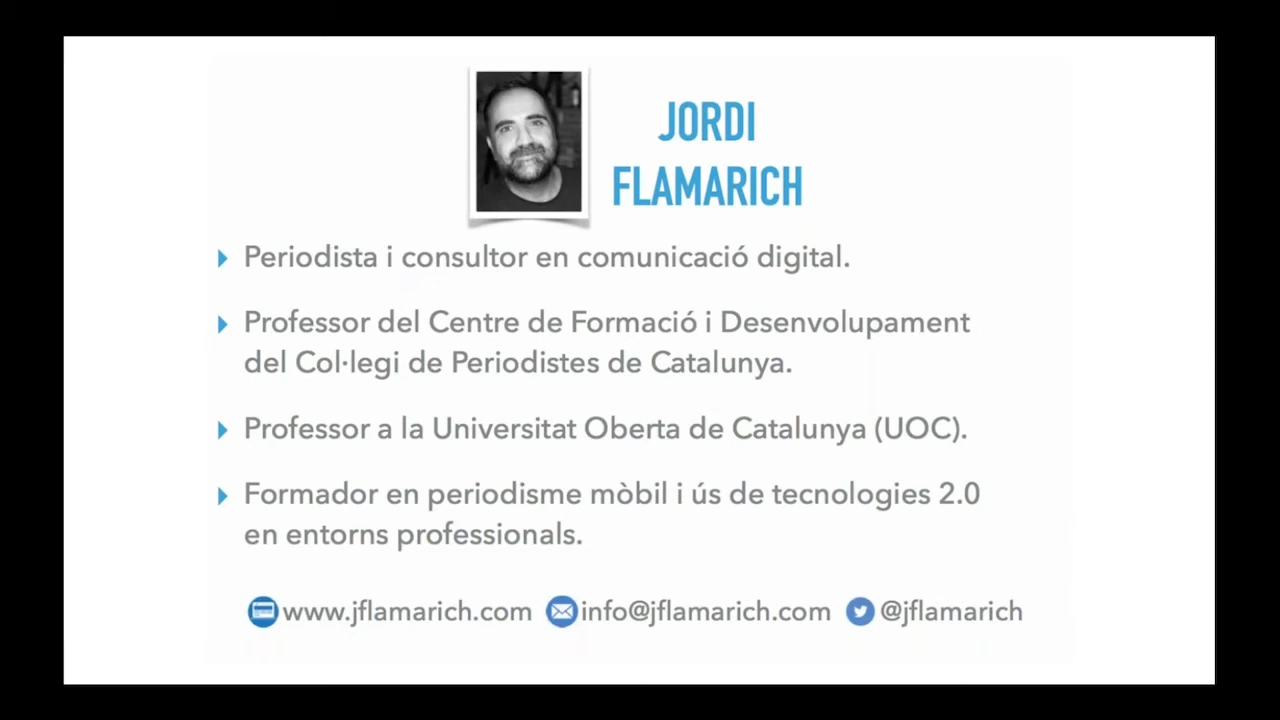 JORDI
FLAMARICH
Periodista i consultor en comunicació digital.
Professor del Centre de Formació i Desenvolupament
del Col·legi de Periodistes de Catalunya.
Professor a la Universitat Oberta de Catalunya (UOC).
Formador en periodisme mòbil i ús de tecnologies 2.0
en entorns professionals.
www.jflamarich.com info@jflamarich.com @jflamarich